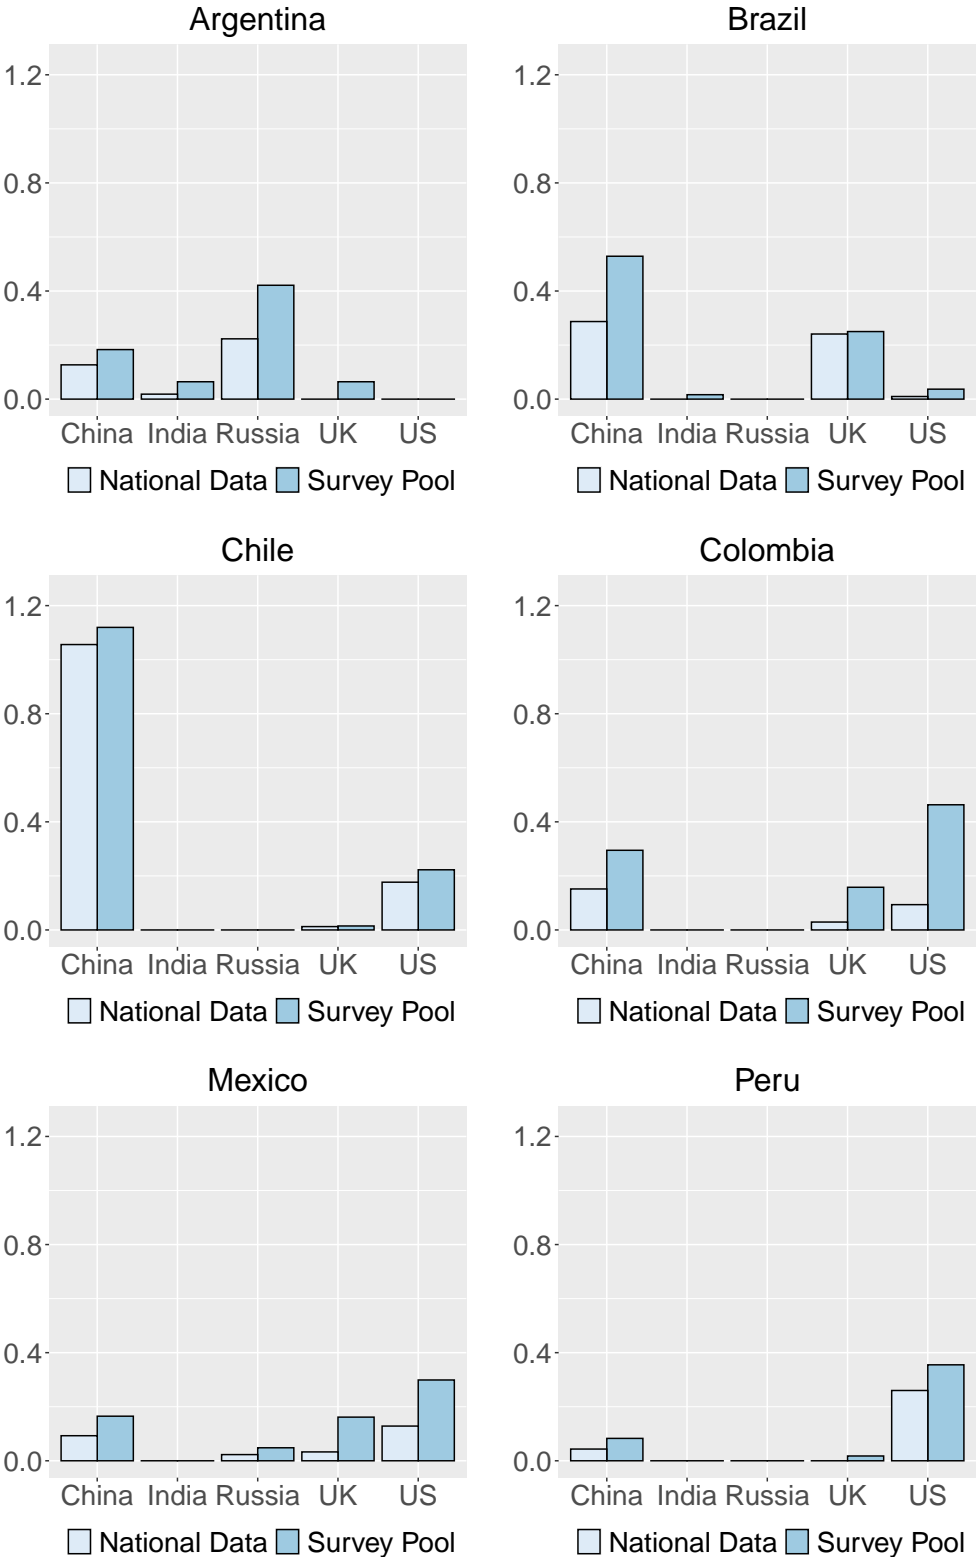 Argentina
1.2
0.8
0.4
0.0
China India Russia UK US
National Data Survey Pool
Brazil
1.2
0.8
0.4
0.0
China India Russia UK US
National Data Survey Pool
Chile
1.2
0.8
0.4
0.0
China India Russia UK US
National Data Survey Pool
Colombia
1.2
0.8
0.4
0.0
China India Russia UK US
National Data Survey Pool
Mexico
1.2
0.8
0.4
0.0
China India Russia UK US
National Data Survey Pool
Peru
1.2
0.8
0.4
0.0
China India Russia UK US
National Data Survey Pool